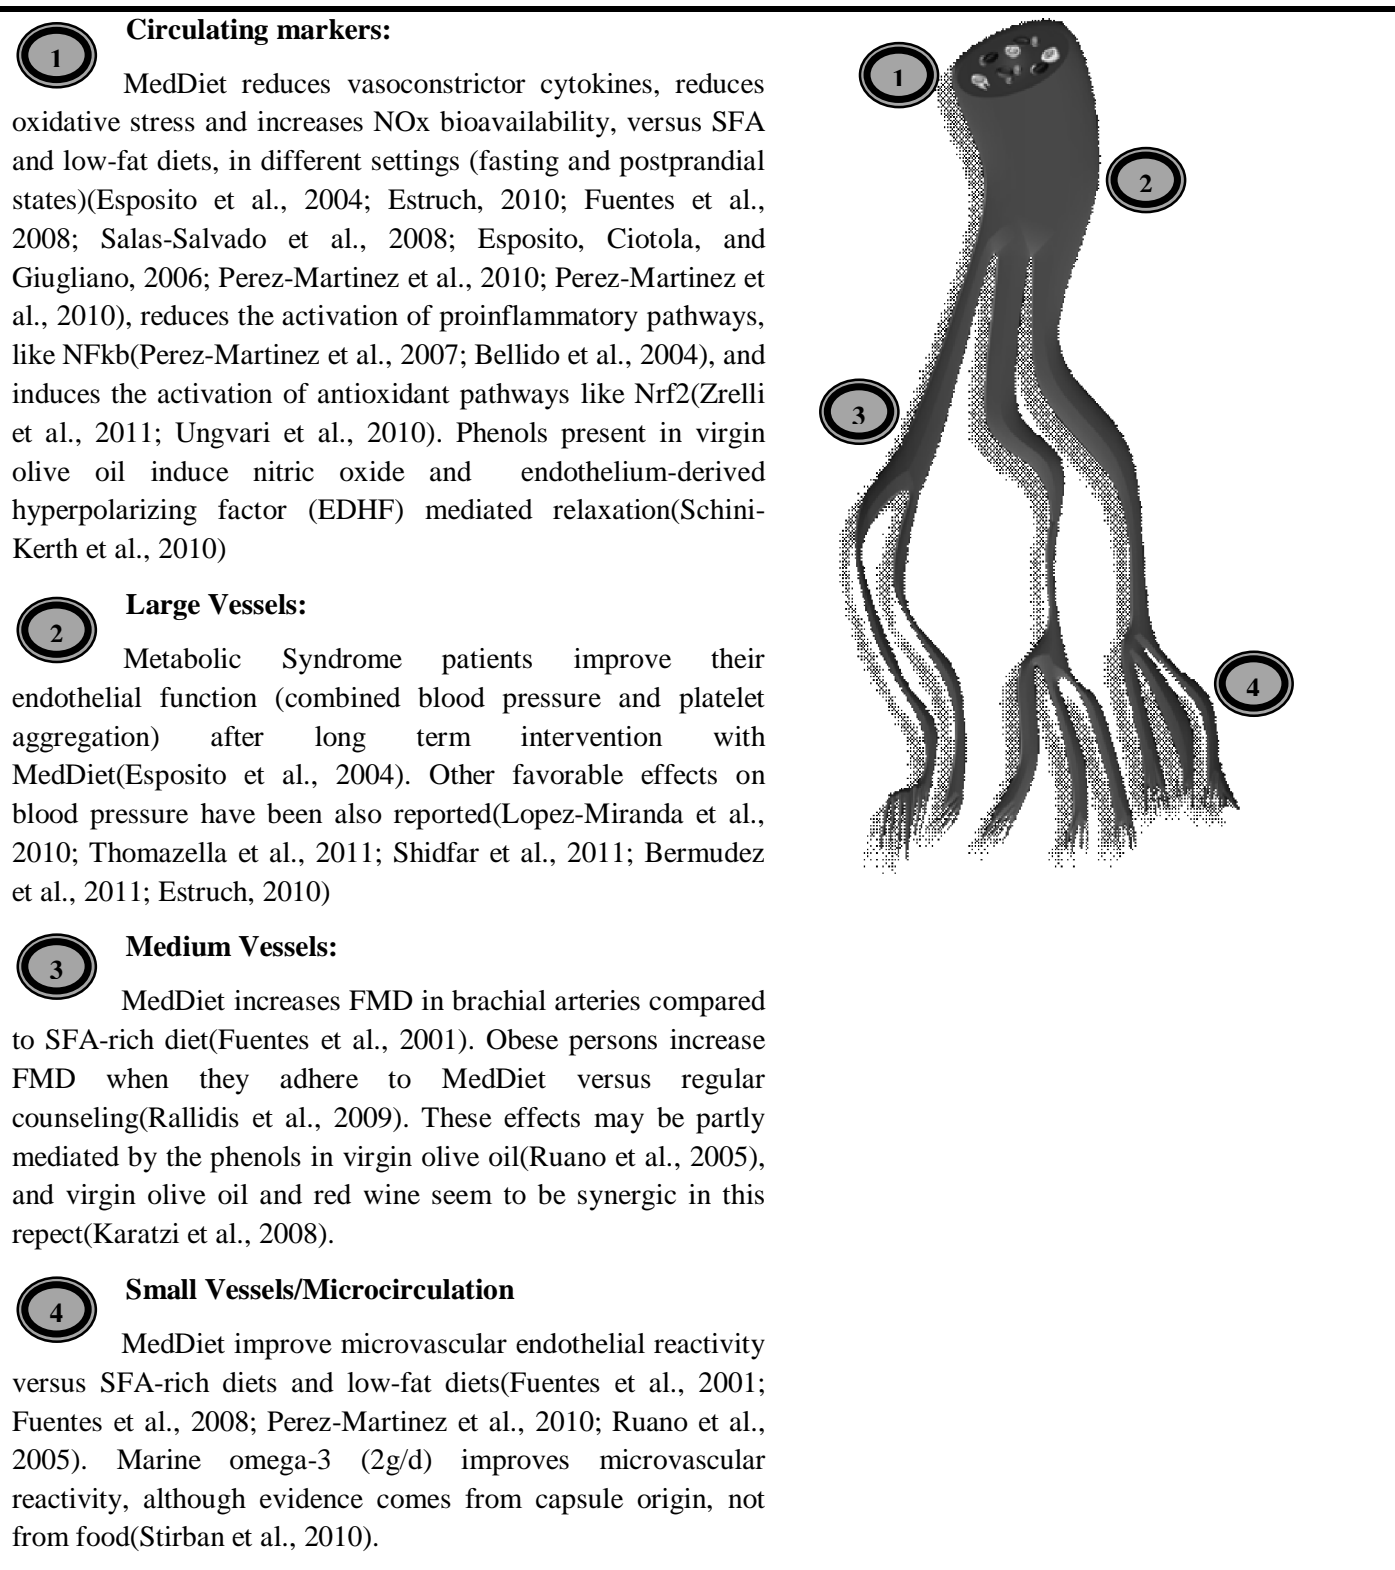 1
Circulating markers:
MedDiet reduces vasoconstrictor cytokines, reduces
oxidative stress and increases NOx bioavailability, versus SFA
and low-fat diets, in different settings (fasting and postprandial
states)(Esposito et al., 2004; Estruch, 2010; Fuentes et al.,
2008; Salas-Salvado et al., 2008; Esposito, Ciotola, and
Giugliano, 2006; Perez-Martinez et al., 2010; Perez-Martinez et
al., 2010), reduces the activation of proinflammatory pathways,
like NFkb(Perez-Martinez et al., 2007; Bellido et al., 2004), and
induces the activation of antioxidant pathways like Nrf2(Zrelli
et al., 2011; Ungvari et al., 2010). Phenols present in virgin
olive oil induce nitric oxide and endothelium-derived
hyperpolarizing factor (EDHF) mediated relaxation(Schini-
Kerth et al., 2010)
2
Large Vessels:
Metabolic Syndrome patients improve their
endothelial function (combined blood pressure and platelet
aggregation) after long term intervention with
MedDiet(Esposito et al., 2004). Other favorable effects on
blood pressure have been also reported(Lopez-Miranda et al.,
2010; Thomazella et al., 2011; Shidfar et al., 2011; Bermudez
et al., 2011; Estruch, 2010)
3
Medium Vessels:
MedDiet increases FMD in brachial arteries compared
to SFA-rich diet(Fuentes et al., 2001). Obese persons increase
FMD when they adhere to MedDiet versus regular
counseling(Rallidis et al., 2009). These effects may be partly
mediated by the phenols in virgin olive oil(Ruano et al., 2005),
and virgin olive oil and red wine seem to be synergic in this
repect(Karatzi et al., 2008).
4
Small Vessels/Microcirculation
MedDiet improve microvascular endothelial reactivity
versus SFA-rich diets and low-fat diets(Fuentes et al., 2001;
Fuentes et al., 2008; Perez-Martinez et al., 2010; Ruano et al.,
2005). Marine omega-3 (2g/d) improves microvascular
reactivity, although evidence comes from capsule origin, not
from food(Stirban et al., 2010).
1
2
3
4